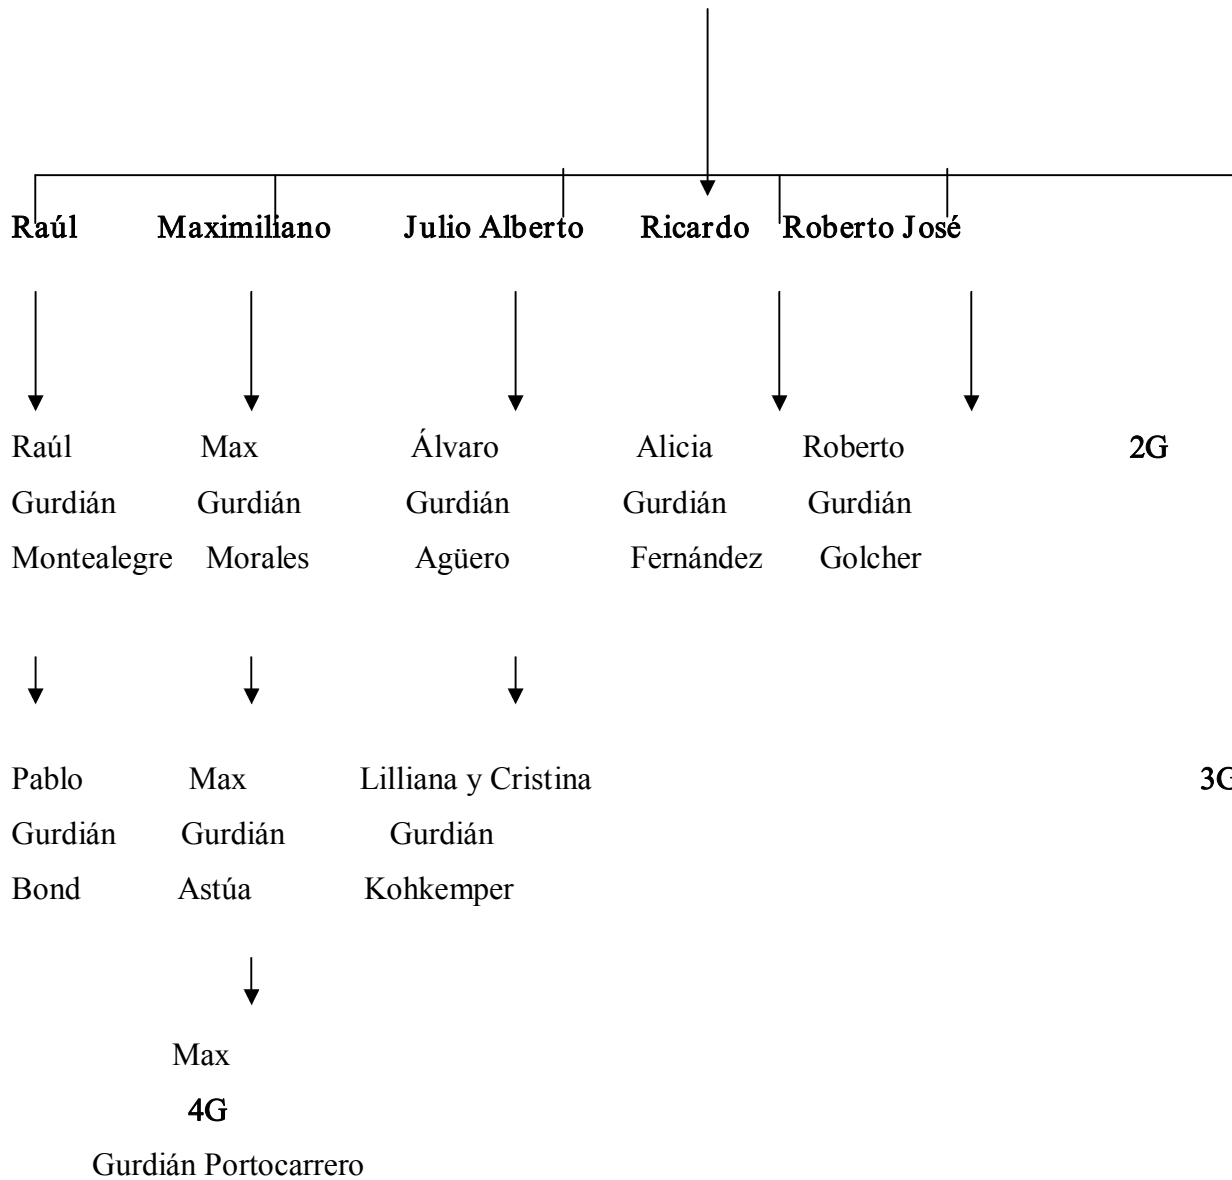 Raúl Maximiliano Julio Alberto Ricardo Roberto José
Raúl Max Álvaro Alicia Roberto 2G
Gurdián Gurdián Gurdián Gurdián Gurdián
Montealegre Morales Agüero Fernández Golcher
Pablo Max Lilliana y Cristina 3G
Gurdián Gurdián Gurdián
Bond Astúa Kohkemper
Max
4G
Gurdián Portocarrero